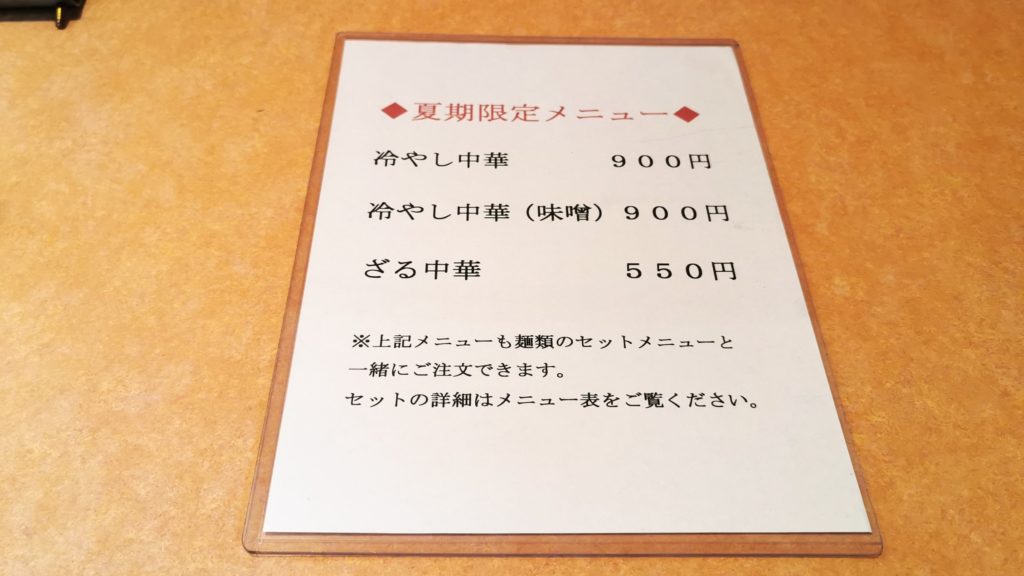 ◆夏期限定メニュー◆
冷やし中華　　　９００円
冷やし中華（味噌）９００円
ざる中華　　　　５５０円
※上記メニューも麺類のセットメニューと
一緒にご注文できます。
セットの詳細はメニュー表をご覧ください。